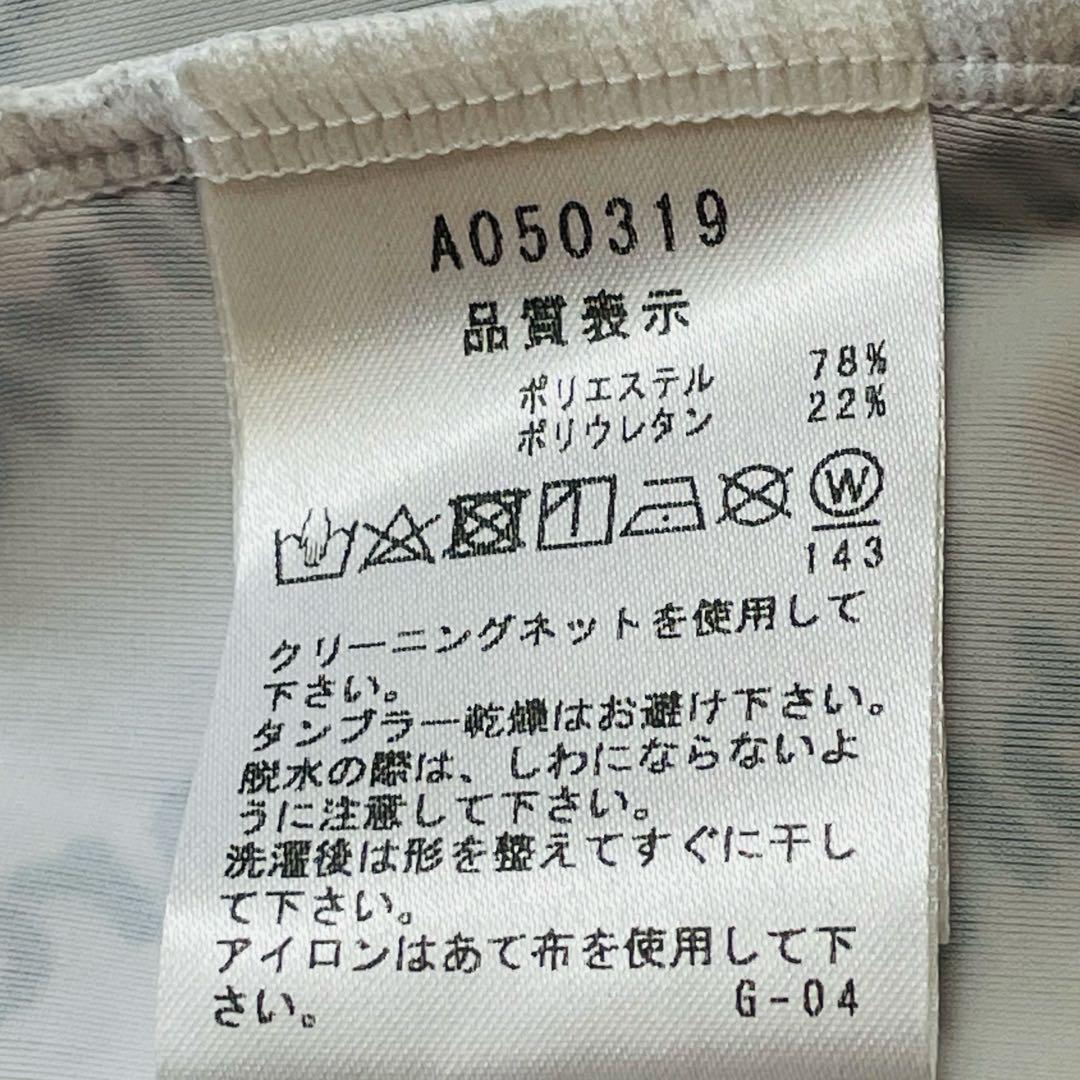 A050319
品質表示
ポリエステル 78%
ポリウレタン 22%
W
143
クリーニングネットを使用して
下さい。
タンブラー乾燥はお避け下さい。
脱水の際は、しわにならないよ
うに注意して下さい。
洗濯後は形を整えてすぐに干し
て下さい。
アイロンはあて布を使用して下
さい。 G-04